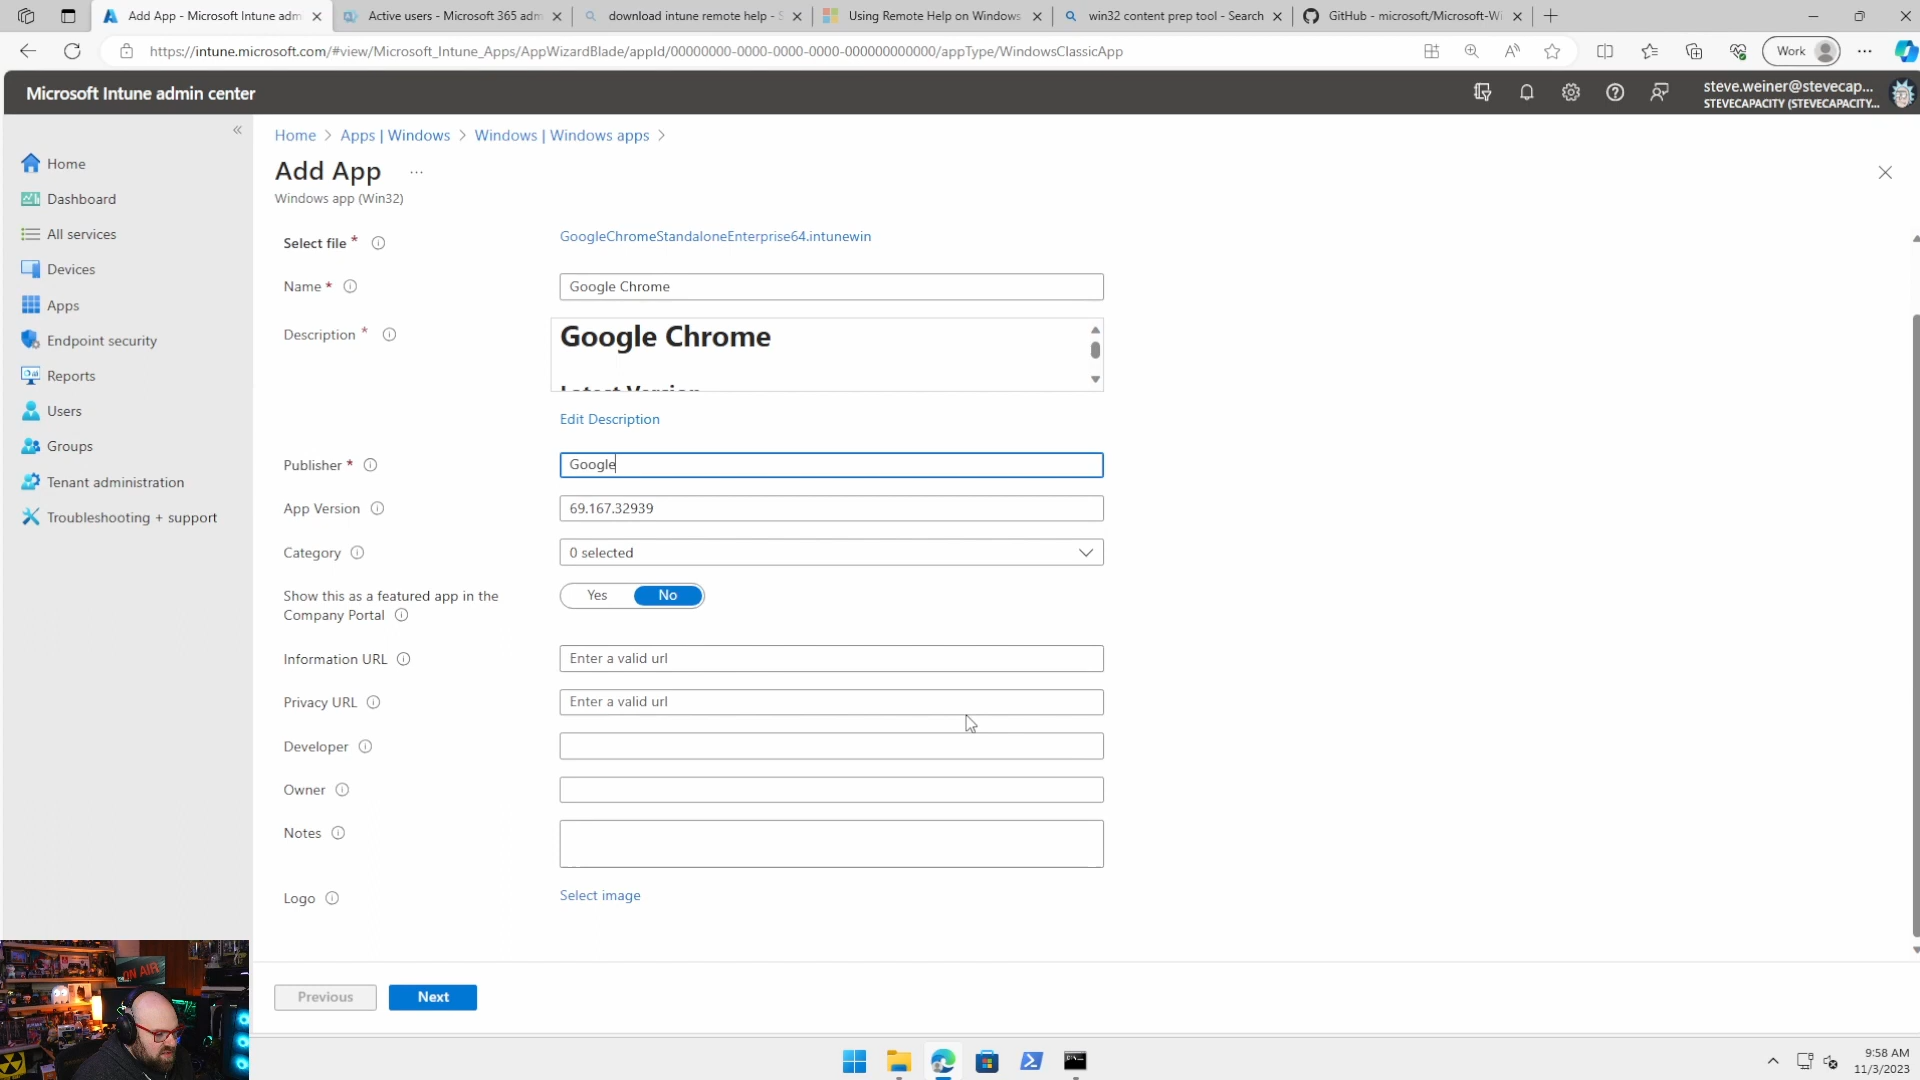 Add App - Microsoft Intune adm
Active users - Microsoft 365 adm
download intune remote help - S
Using Remote Help on Windows
win32 content prep tool - Search
GitHub - microsoft/Microsoft-Wi
https://intune.microsoft.com/#view/Microsoft_Intune_Apps/AppWizardBlade/appId/00000000-0000-0000-0000-000000000000/appType/WindowsClassicApp
Work
Microsoft Intune admin center
steve.weiner@stevecap...
STEVECAPACITY (STEVECAPACITY...
Home
Dashboard
All services
Devices
Apps
Endpoint security
Reports
Users
Groups
Tenant administration
Troubleshooting + support
Home > Apps | Windows > Windows | Windows apps >
Add App ...
Windows app (Win32)
Select file * GoogleChromeStandaloneEnterprise64.intunewin
Name * Google Chrome
Description * Google Chrome
Latest Version
Edit Description
Publisher * Google
App Version 69.167.32939
Category 0 selected
Show this as a featured app in the
Company Portal
Yes No
Information URL Enter a valid url
Privacy URL Enter a valid url
Developer
Owner
Notes
Logo Select image
Previous Next
ON AIR
9:58 AM
11/3/2023